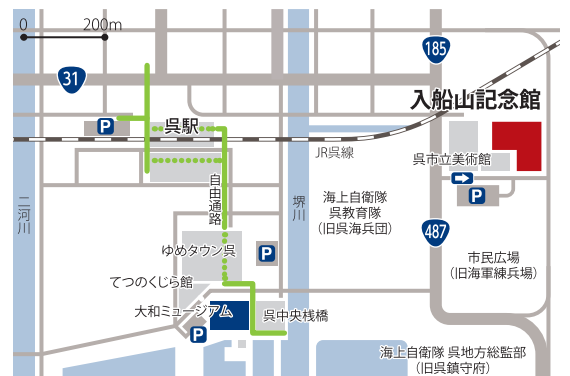 0 200m
31
185
入船山記念館
P
呉駅
JR呉線
呉市立美術館
P
自由通路
二河川
堺川
海上自衛隊
呉教育隊
（旧呉海兵団）
487
ゆめタウン呉
P
市民広場
（旧海軍練兵場）
てつのくじら館
大和ミュージアム
呉中央桟橋
P
海上自衛隊 呉地方総監部
（旧呉鎮守府）